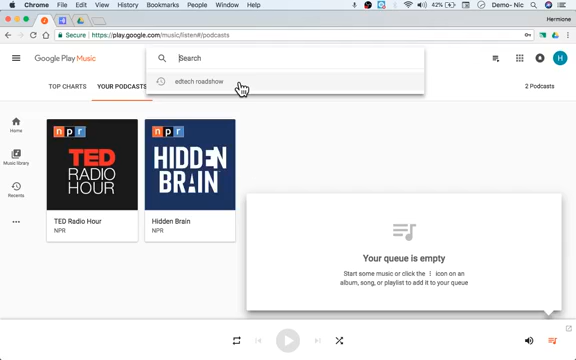 Chrome File Edit View History Bookmarks People Window Help
42% Demo- Nic
Hermione
Secure https://play.google.com/music/listen#/podcasts
Google Play Music
Search
H
edtech roadshow
TOP CHARTS YOUR PODCASTS
2 Podcasts
Home
Music library
Recents
npr
TED
RADIO
HOUR
TED Radio Hour
NPR
npr
HIDDEN
BRAIN
Hidden Brain
NPR
Your queue is empty
Start some music or click the ⋮ icon on an
album, song, or playlist to add it to your queue